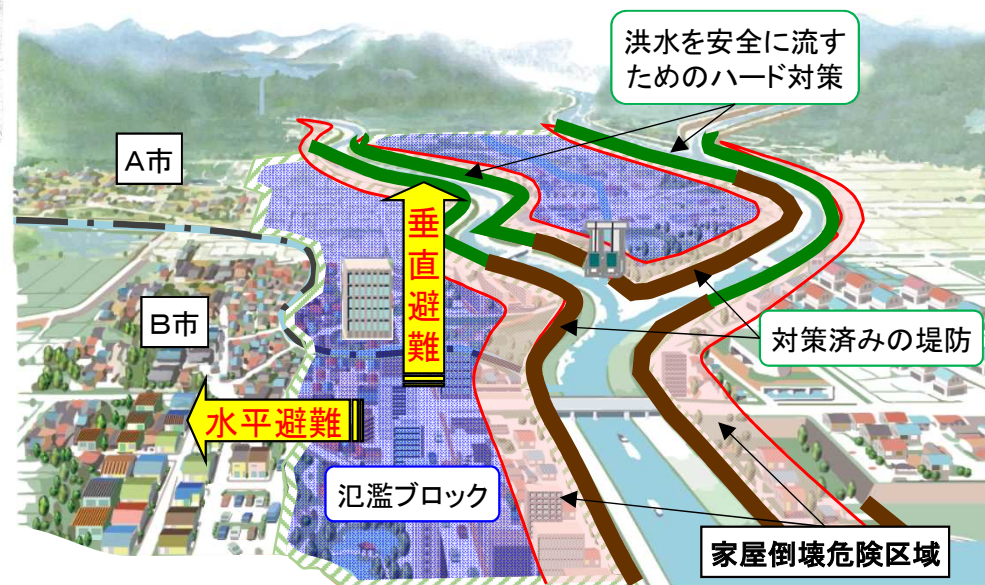 洪水を安全に流す
ためのハード対策
A市
垂直避難
B市
対策済みの堤防
水平避難
氾濫ブロック
家屋倒壊危険区域